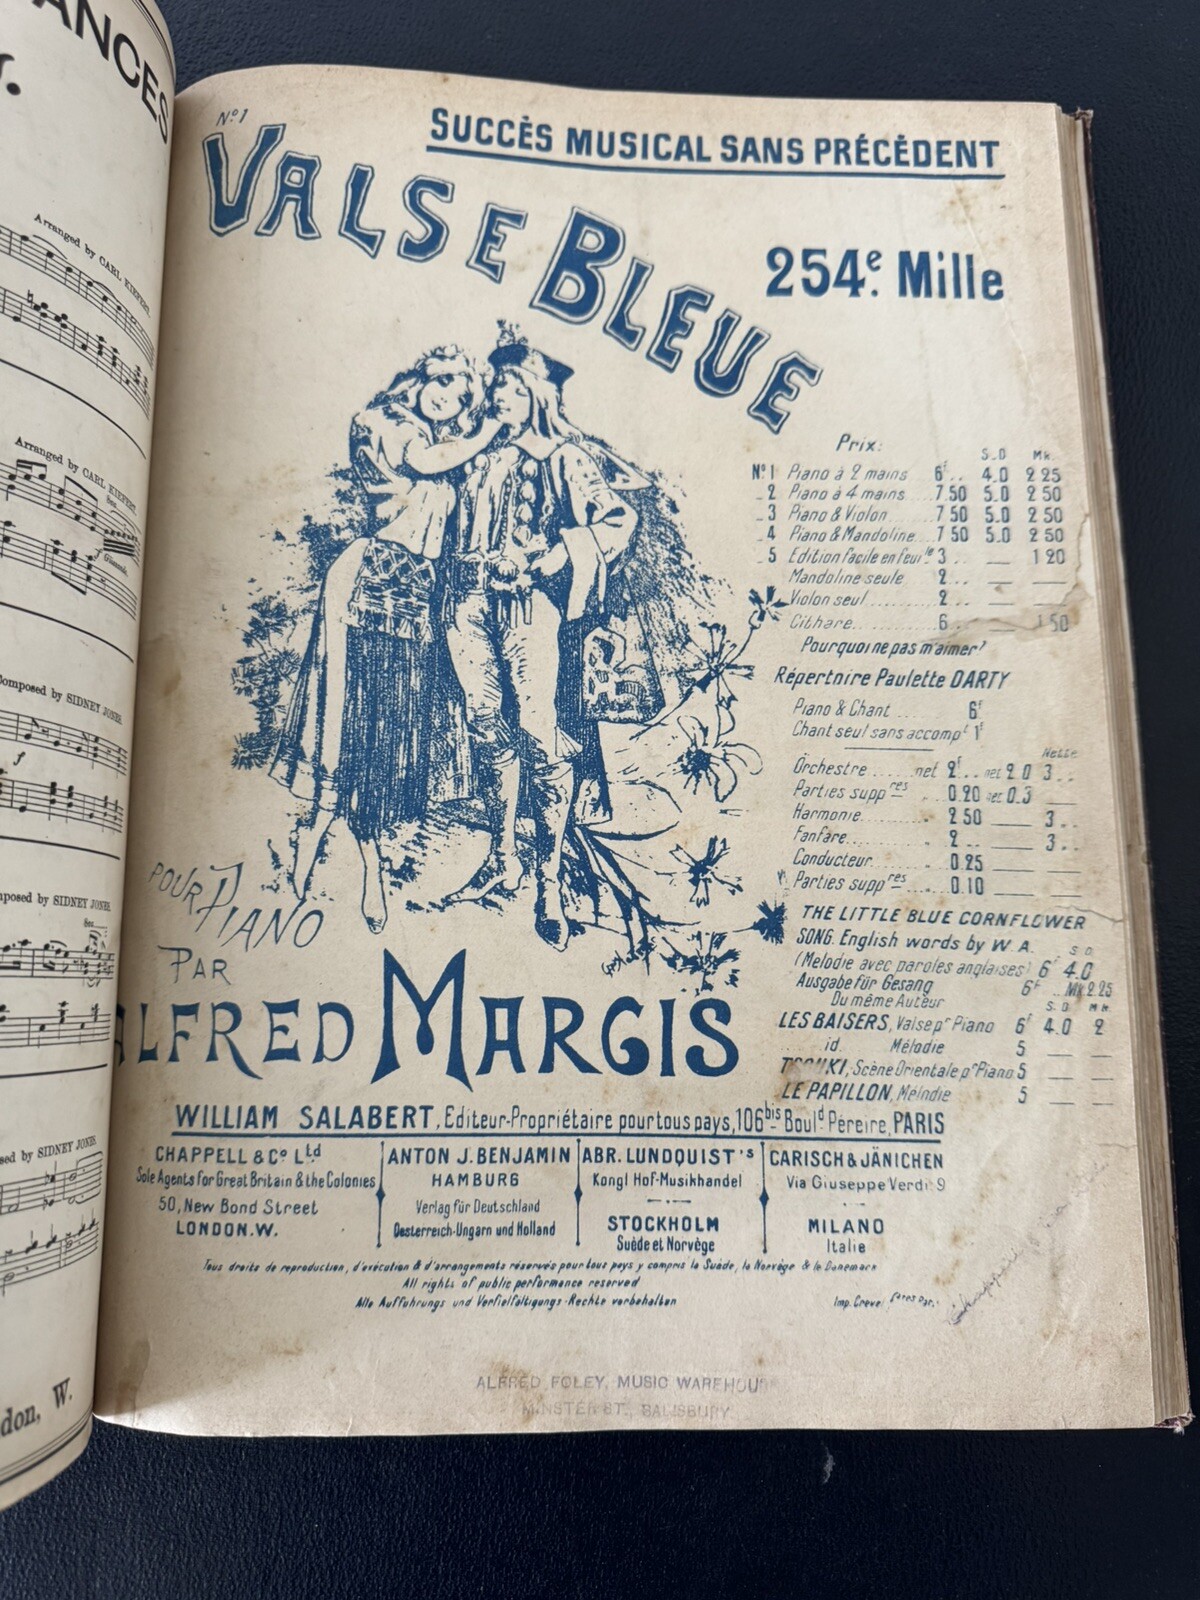 ANCES
Arranged by CARL KIEFERT.
Arranged by CARL KIEFERT.
Composed by SIDNEY JONES.
mposed by SIDNEY JONES.
sed by SIDNEY JONES.
don, W.
No. 1
SUCCÈS MUSICAL SANS PRÉCÉDENT
VALSE BLEUE
254e. Mille
Prix:
S.D Mk.
No. 1 Piano à 2 mains 6f.. 4.0 2 25
2 Piano à 4 mains 7.50 5.0 2 50
3 Piano & Violon 7 50 5.0 2 50
4 Piano & Mandoline 7 50 5.0 2 50
5 Edition facile en feuille 3.. — 1 20
Mandoline seule 2.. — —
Violon seul 2.. — —
Cithare 6.. — 1 50
Pourquoi ne pas m'aimer?
Répertoire Paulette DARTY
Piano & Chant 6f
Chant seul sans accompt 1f
Nette
Orchestre net 2f.. net 2.0 3..
Parties suppres 0.20 net 0.3 —
Harmonie 2 50 — 3..
Fanfare 2.. — 3..
Conducteur 0.25 — —
Parties suppres 0.10 — —
THE LITTLE BLUE CORNFLOWER
SONG. English words by W. A. S D.
(Mélodie avec paroles anglaises) 6f 4.0
Ausgabe für Gesang 6f.. Mk 2.25
Du même Auteur S. D. Mk.
LES BAISERS, Valse pr Piano 6f 4.0 2
id. Mélodie 5 — —
TSOUKI, Scène Orientale pr Piano 5 — —
LE PAPILLON, Mélodie 5 — —
POUR PIANO
PAR
ALFRED MARGIS
WILLIAM SALABERT, Editeur-Propriétaire pour tous pays, 106bis Bould Péreire, PARIS
CHAPPELL & Co Ltd
Sole Agents for Great Britain & the Colonies
50, New Bond Street
LONDON. W.
ANTON J. BENJAMIN
HAMBURG
Verlag für Deutschland
Oesterreich-Ungarn und Holland
ABR. LUNDQUIST's
Kongl Hof-Musikhandel
STOCKHOLM
Suède et Norvège
CARISCH & JÄNICHEN
Via Giuseppe Verdi 9
MILANO
Italie
Tous droits de reproduction, d'exécution & d'arrangements réservés pour tous pays y compris la Suède, la Norvège & le Danemark
All rights of public performance reserved
Alle Aufführungs und Verfielfältigungs-Rechte vorbehalten
Imp. Crevel frères Par.
ALFRED FOLEY, MUSIC WAREHOUSE
MINSTER ST., SALISBURY